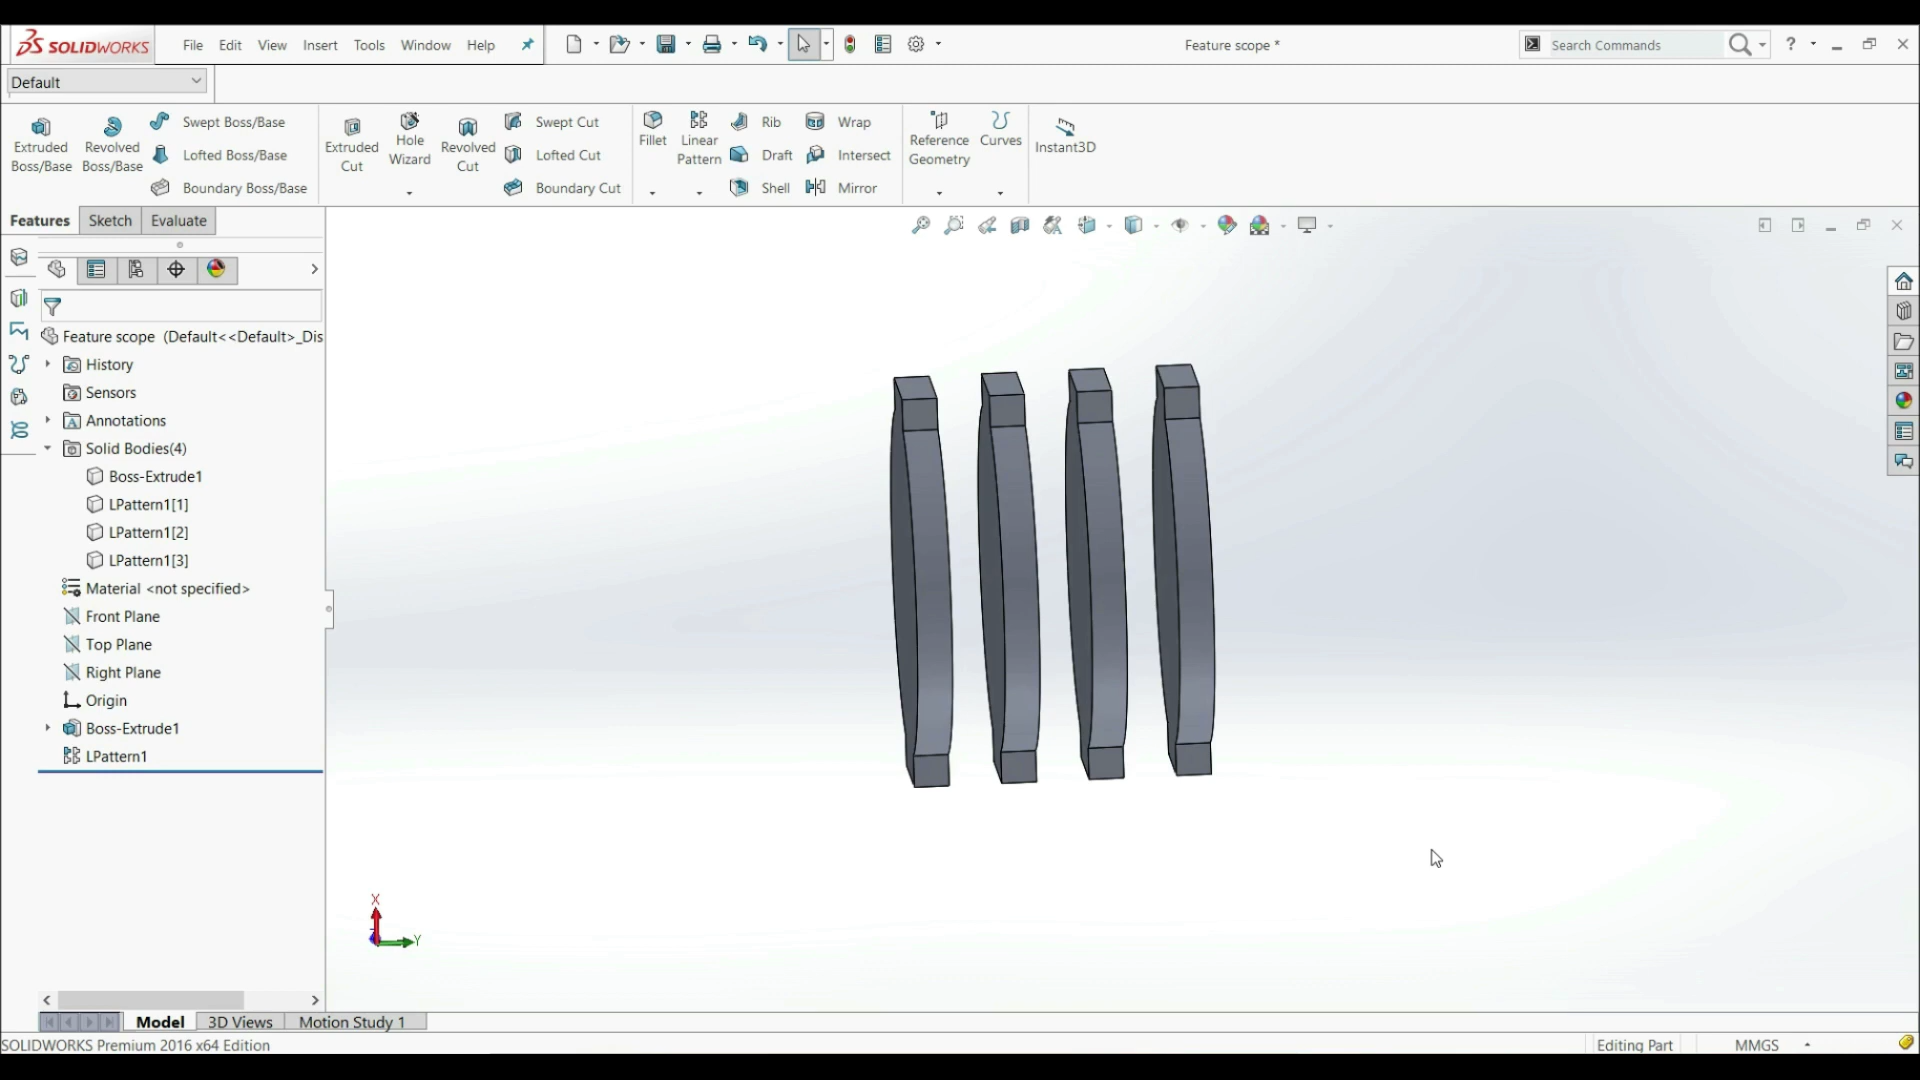 SOLIDWORKS File Edit View Insert Tools Window Help Feature scope * Search Commands ?
Default
Extruded Boss/Base
Revolved Boss/Base
Swept Boss/Base
Lofted Boss/Base
Boundary Boss/Base
Extruded Cut
Hole Wizard
Revolved Cut
Swept Cut
Lofted Cut
Boundary Cut
Fillet
Linear Pattern
Rib
Draft
Shell
Wrap
Intersect
Mirror
Reference Geometry
Curves
Instant3D
Features Sketch Evaluate
Feature scope (Default<<Default>_Dis
History
Sensors
Annotations
Solid Bodies(4)
Boss-Extrude1
LPattern1[1]
LPattern1[2]
LPattern1[3]
Material <not specified>
Front Plane
Top Plane
Right Plane
Origin
Boss-Extrude1
LPattern1
X
Y
Model 3D Views Motion Study 1
SOLIDWORKS Premium 2016 x64 Edition Editing Part MMGS